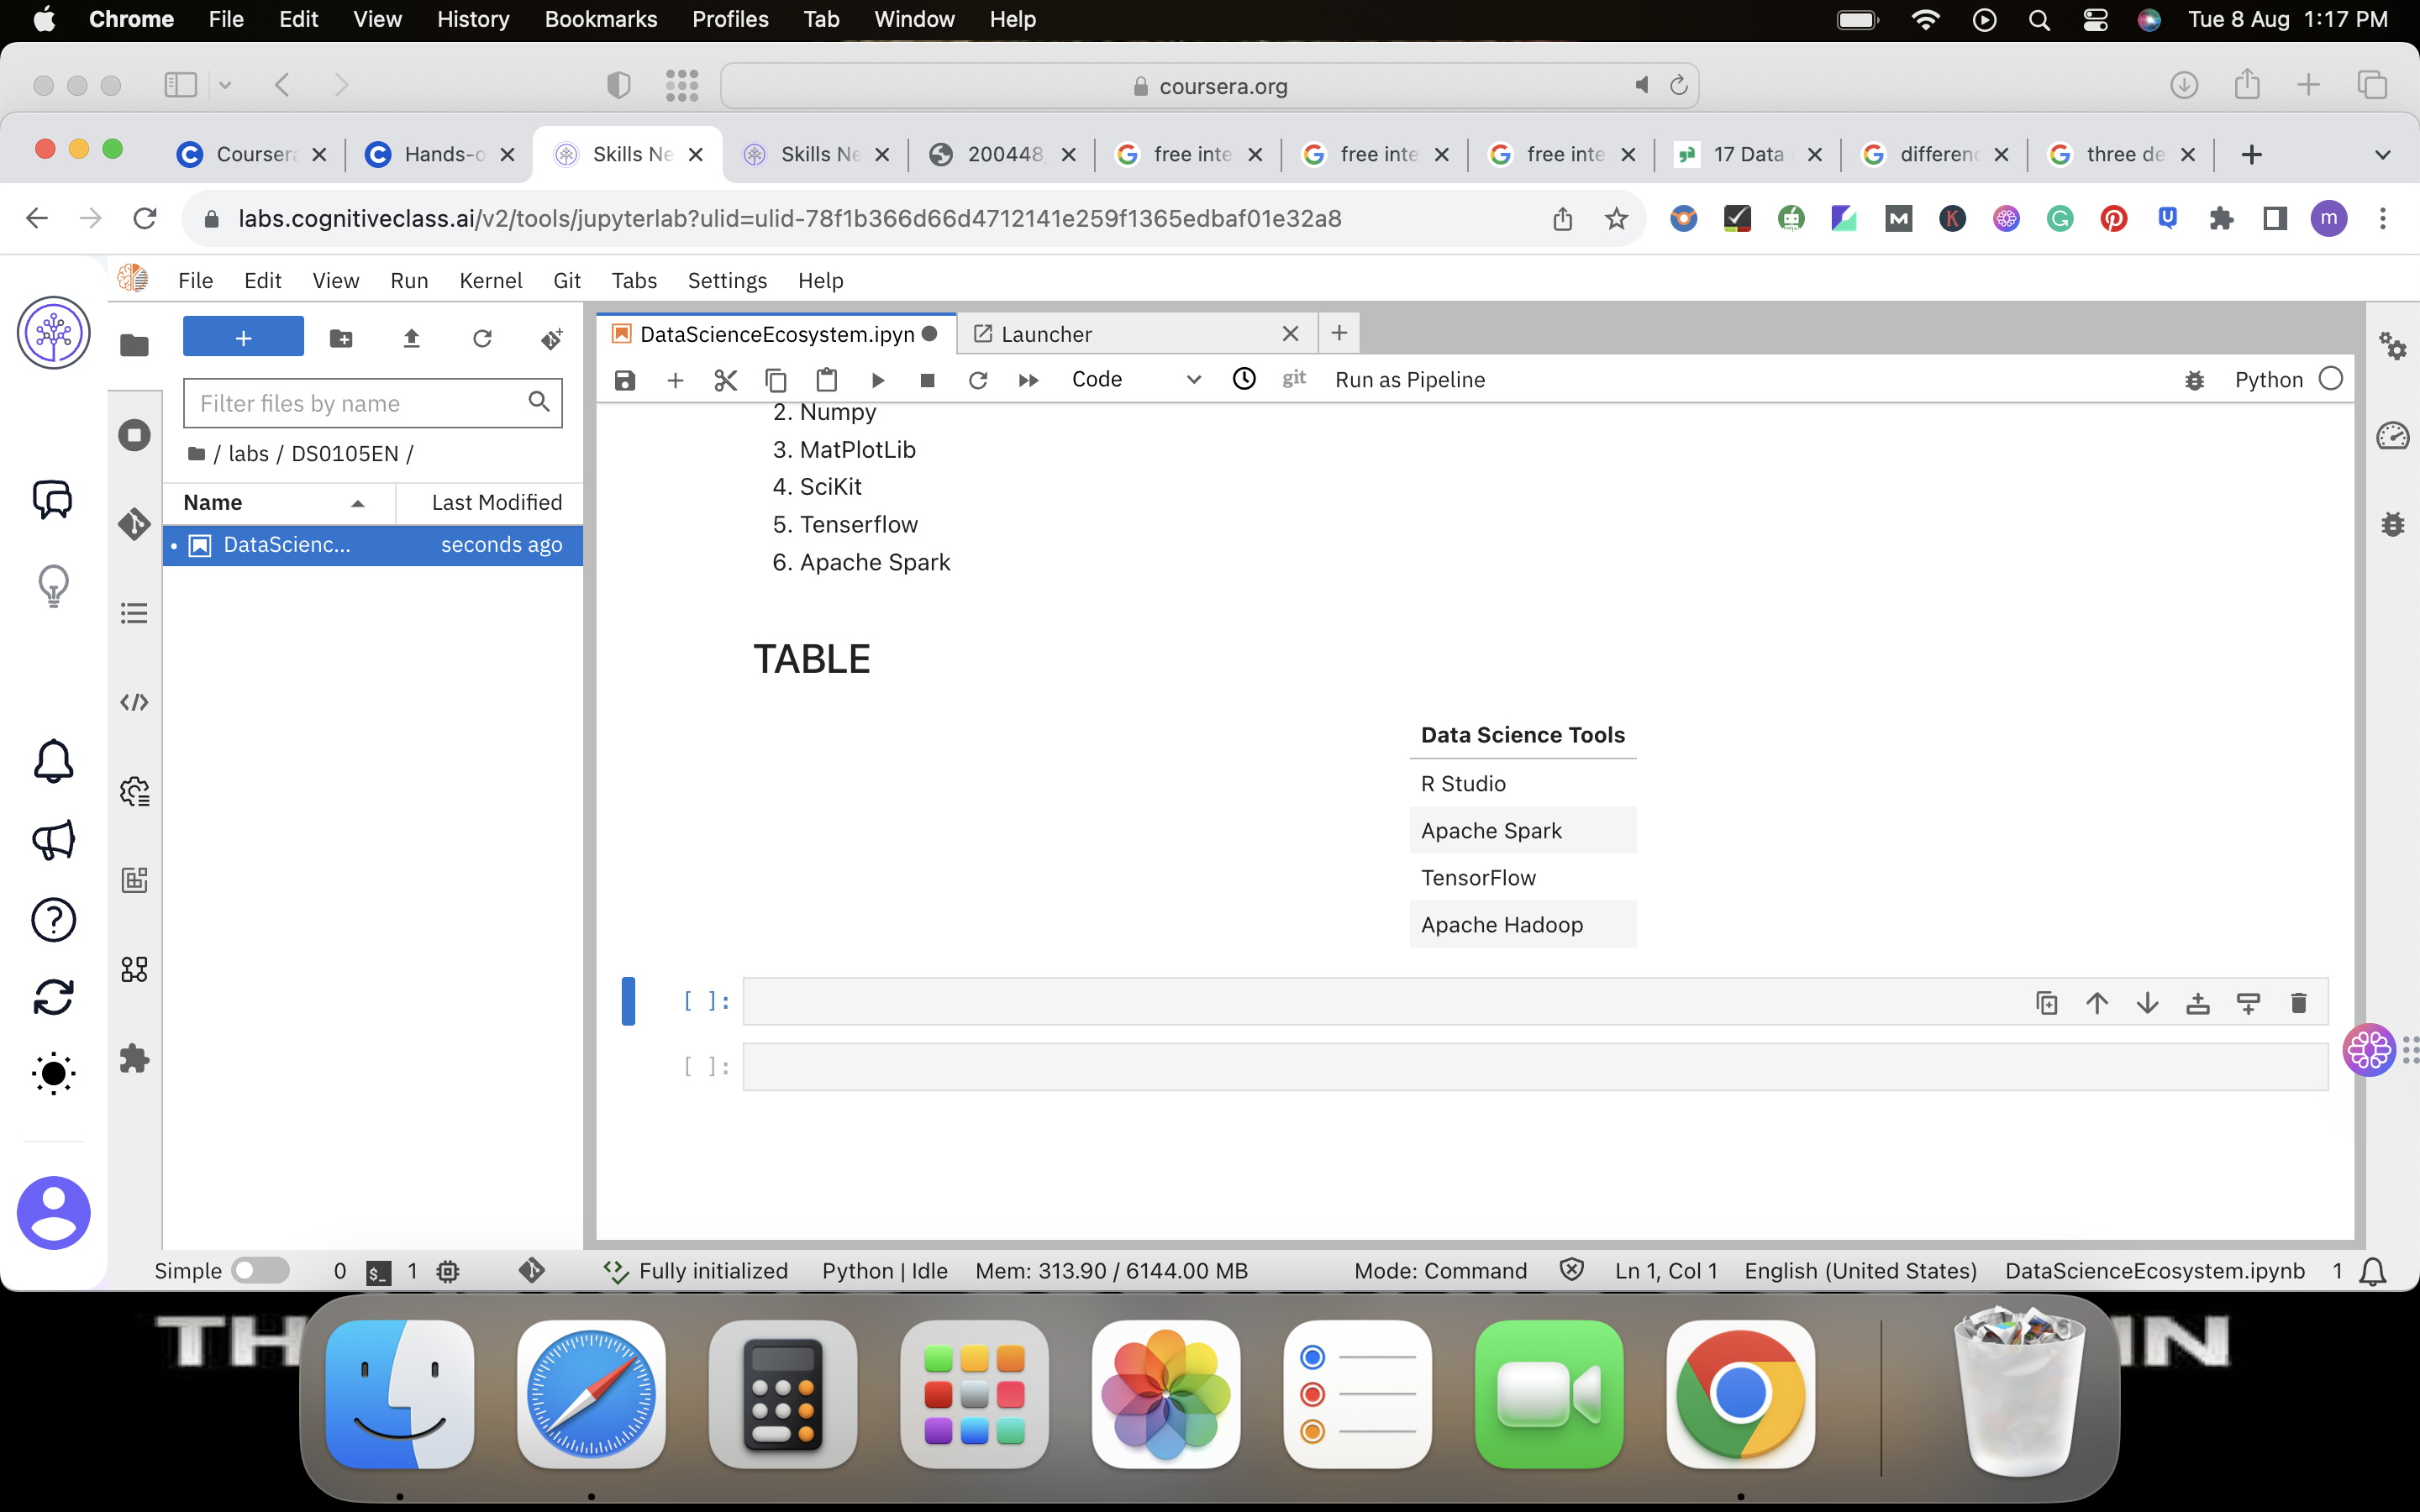 Chrome File Edit View History Bookmarks Profiles Tab Window Help Tue 8 Aug 1:17 PM
coursera.org
Coursera Hands-o Skills Ne Skills Ne 200448 free inte free inte free inte 17 Data differenc three de
labs.cognitiveclass.ai/v2/tools/jupyterlab?ulid=ulid-78f1b366d66d4712141e259f1365edbaf01e32a8 m
File Edit View Run Kernel Git Tabs Settings Help
DataScienceEcosystem.ipyn Launcher
Code git Run as Pipeline Python
Filter files by name
/ labs / DS0105EN /
Name Last Modified
DataScienc... seconds ago
2. Numpy
3. MatPlotLib
4. SciKit
5. Tenserflow
6. Apache Spark
TABLE
Data Science Tools
R Studio
Apache Spark
TensorFlow
Apache Hadoop
[ ]:
[ ]:
Simple 0 $_ 1 Fully initialized Python | Idle Mem: 313.90 / 6144.00 MB Mode: Command Ln 1, Col 1 English (United States) DataScienceEcosystem.ipynb 1
TH IN